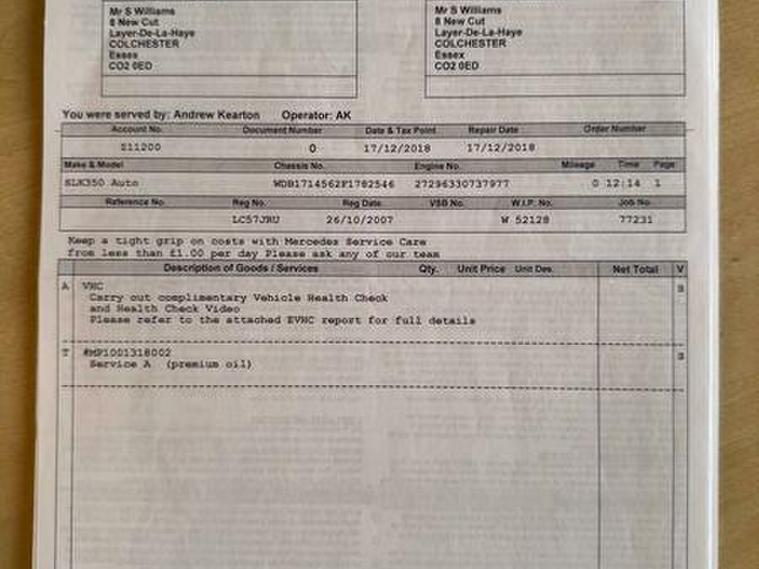 Mr S Williams
8 New Cut
Layer-De-La-Haye
COLCHESTER
Essex
CO2 0ED
Mr S Williams
8 New Cut
Layer-De-La-Haye
COLCHESTER
Essex
CO2 0ED
You were served by: Andrew Kearton Operator: AK
Account No. Document Number Date & Tax Point Repair Date Order Number
S11200 0 17/12/2018 17/12/2018
Make & Model Chassis No. Engine No. Mileage Time Page
SLK350 Auto WDB1714562F1782546 27296330737977 0 12:14 1
Reference No. Reg No. Reg Date VSB No. W.I.P. No. Job No.
LC57JRU 26/10/2007 W 52128 77231
Keep a tight grip on costs with Mercedes Service Care
from less than £1.00 per day Please ask any of our team
Description of Goods / Services Qty. Unit Price Unit Des. Net Total V
A VHC S
Carry out complimentary Vehicle Health Check
and Health Check Video
Please refer to the attached EVHC report for full details
T #MP1001318002 S
Service A (premium oil)